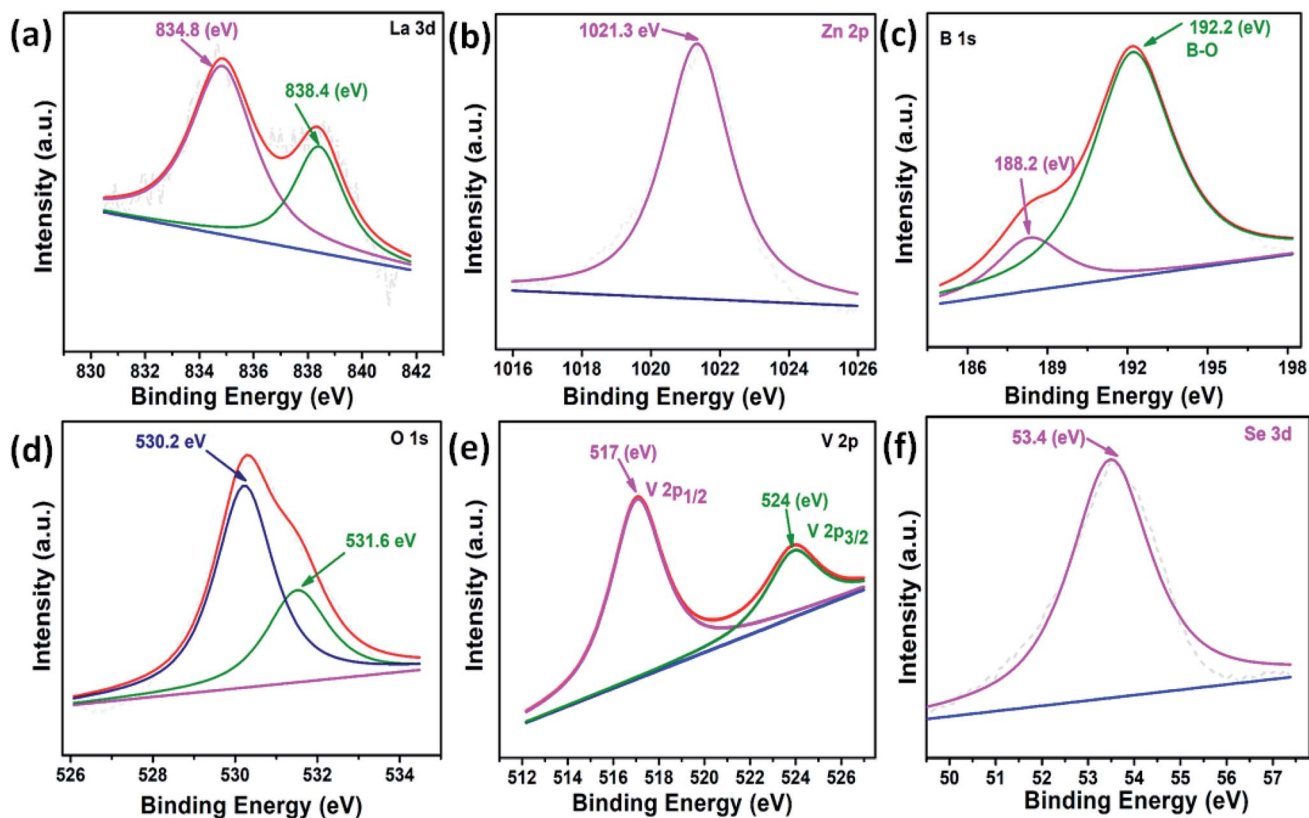 (a)
La 3d
834.8 (eV)
838.4 (eV)
Intensity (a.u.)
830 832 834 836 838 840 842
Binding Energy (eV)
(b)
Zn 2p
1021.3 eV
Intensity (a.u.)
1016 1018 1020 1022 1024 1026
Binding Energy (eV)
(c)
B 1s
192.2 (eV)
B-O
188.2 (eV)
Intensity (a.u.)
186 189 192 195 198
Binding Energy (eV)
(d)
O 1s
530.2 eV
531.6 eV
Intensity (a.u.)
526 528 530 532 534
Binding Energy (eV)
(e)
V 2p
517 (eV)
V 2p1/2
524 (eV)
V 2p3/2
Intensity (a.u.)
512 514 516 518 520 522 524 526
Binding Energy (eV)
(f)
Se 3d
53.4 (eV)
Intensity (a.u.)
50 51 52 53 54 55 56 57
Binding Energy (eV)